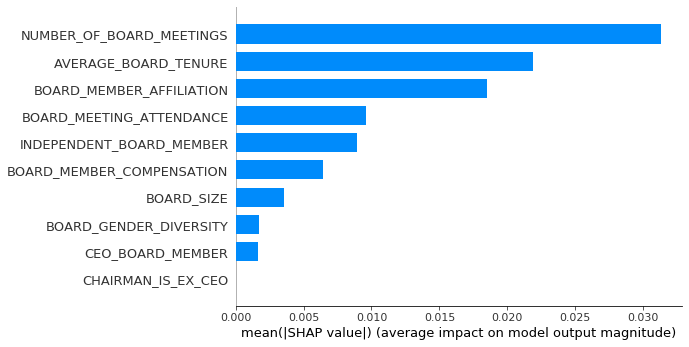 NUMBER_OF_BOARD_MEETINGS
AVERAGE_BOARD_TENURE
BOARD_MEMBER_AFFILIATION
BOARD_MEETING_ATTENDANCE
INDEPENDENT_BOARD_MEMBER
BOARD_MEMBER_COMPENSATION
BOARD_SIZE
BOARD_GENDER_DIVERSITY
CEO_BOARD_MEMBER
CHAIRMAN_IS_EX_CEO
0.000 0.005 0.010 0.015 0.020 0.025 0.030
mean(|SHAP value|) (average impact on model output magnitude)